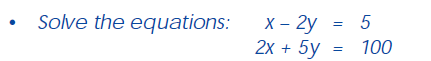 • Solve the equations: x – 2y = 5
2x + 5y = 100